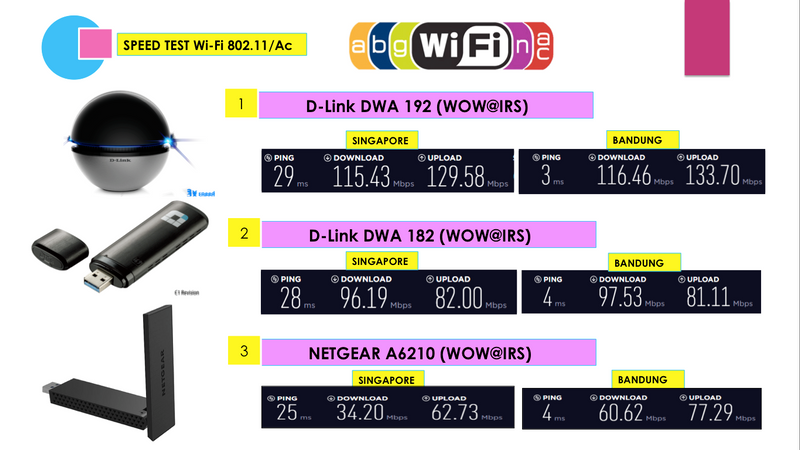 SPEED TEST Wi-Fi 802.11/Ac
a b g WiFi n ac
1
D-Link DWA 192 (WOW@IRS)
SINGAPORE
BANDUNG
PING DOWNLOAD UPLOAD
29 ms 115.43 Mbps 129.58 Mbps
PING DOWNLOAD UPLOAD
3 ms 116.46 Mbps 133.70 Mbps
D-Link
2
D-Link DWA 182 (WOW@IRS)
SINGAPORE
BANDUNG
PING DOWNLOAD UPLOAD
28 ms 96.19 Mbps 82.00 Mbps
PING DOWNLOAD UPLOAD
4 ms 97.53 Mbps 81.11 Mbps
E1 Revision
3
NETGEAR A6210 (WOW@IRS)
SINGAPORE
BANDUNG
PING DOWNLOAD UPLOAD
25 ms 34.20 Mbps 62.73 Mbps
PING DOWNLOAD UPLOAD
4 ms 60.62 Mbps 77.29 Mbps
NETGEAR